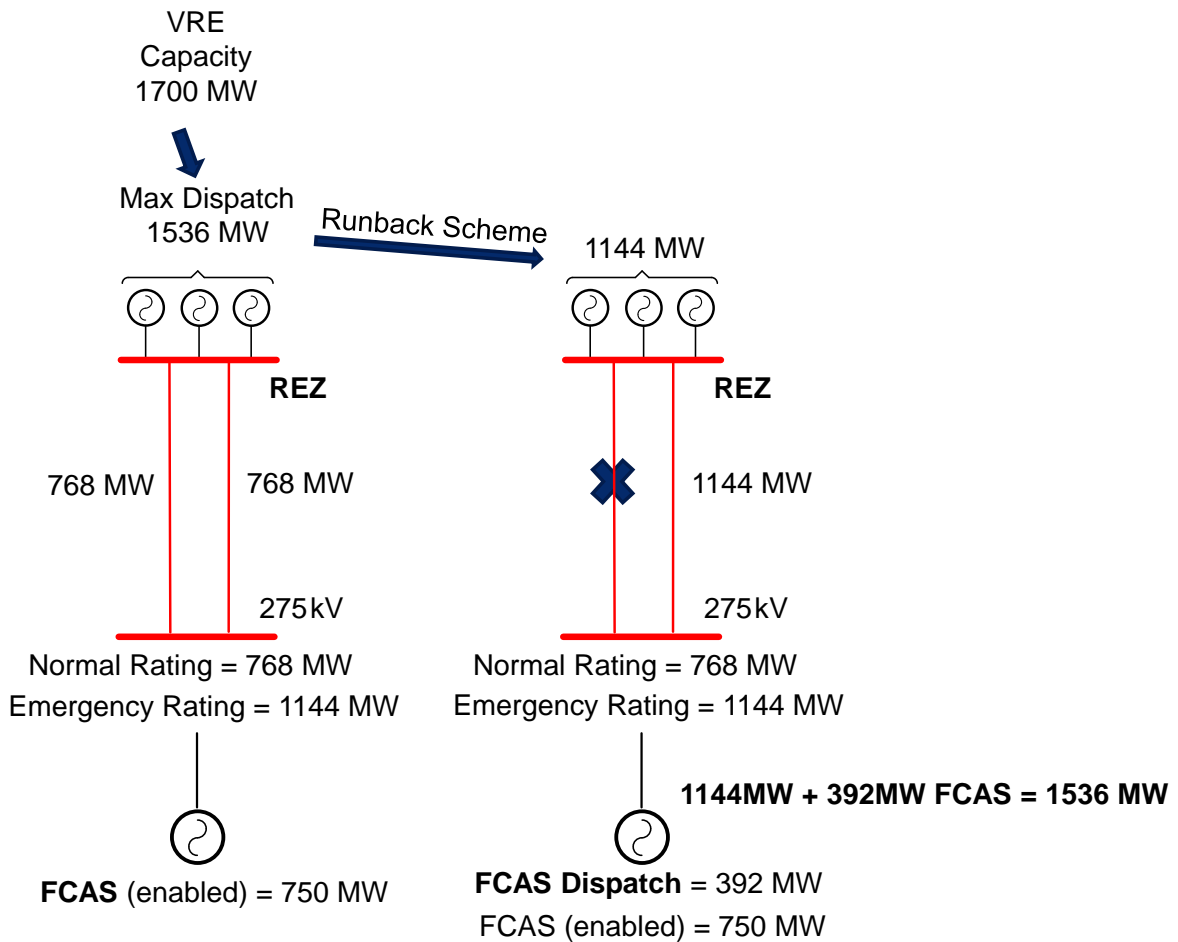 VRE
Capacity
1700 MW
Max Dispatch
1536 MW
Runback Scheme
1144 MW
REZ
REZ
768 MW
768 MW
1144 MW
275kV
275kV
Normal Rating = 768 MW
Emergency Rating = 1144 MW
Normal Rating = 768 MW
Emergency Rating = 1144 MW
1144MW + 392MW FCAS = 1536 MW
FCAS (enabled) = 750 MW
FCAS Dispatch = 392 MW
FCAS (enabled) = 750 MW